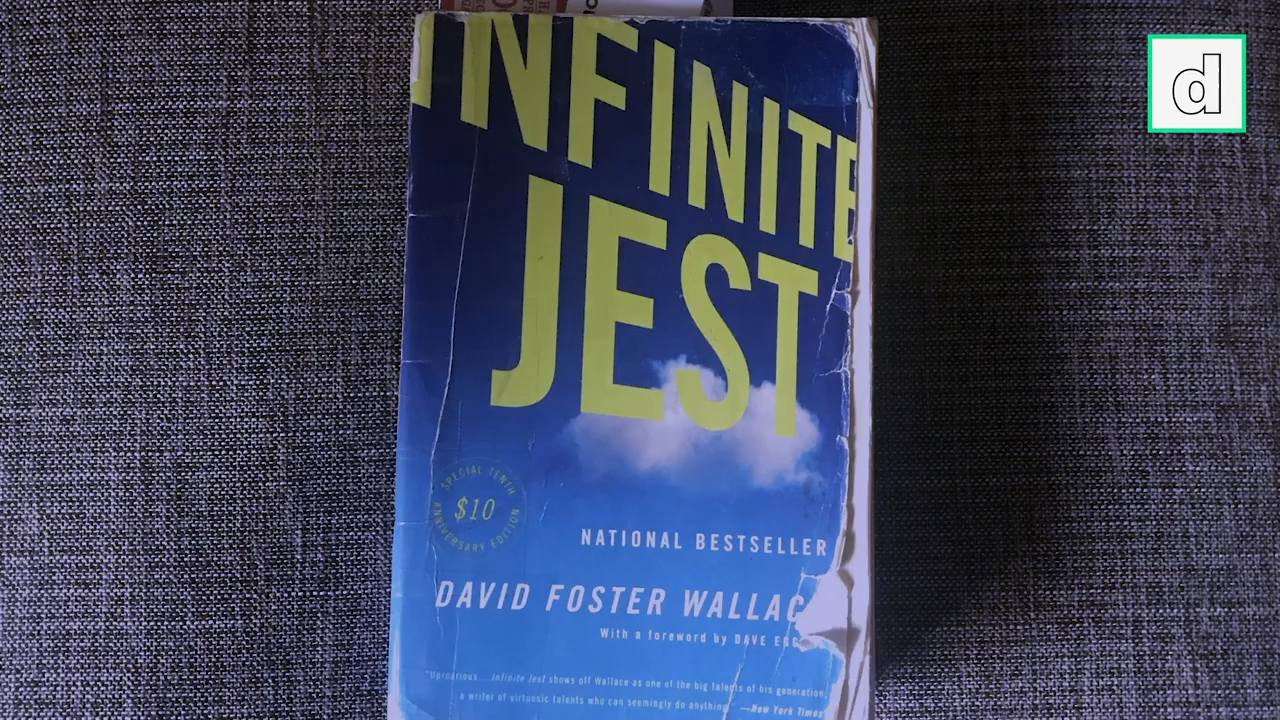 d
INFINITE
JEST
SPECIAL TENTH
$10
ANNIVERSARY EDITION
NATIONAL BESTSELLER
DAVID FOSTER WALLAC
With a foreword by DAVE EGG
"Uproarious....Infinite Jest shows off Wallace as one of the big talents of his generation,
a writer of virtuosic talents who can seemingly do anything." —New York Times